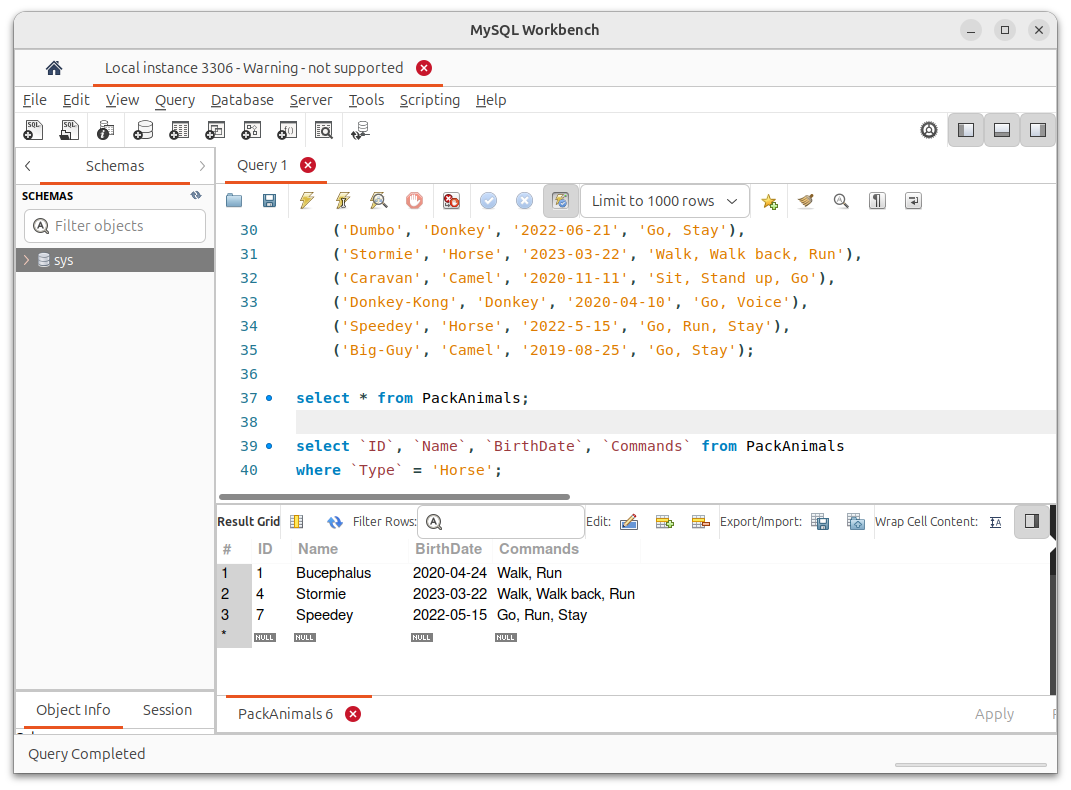 MySQL Workbench
Local instance 3306 - Warning - not supported
File Edit View Query Database Server Tools Scripting Help
Schemas
Query 1
SCHEMAS
Filter objects
sys
Limit to 1000 rows
30 ('Dumbo', 'Donkey', '2022-06-21', 'Go, Stay'),
31 ('Stormie', 'Horse', '2023-03-22', 'Walk, Walk back, Run'),
32 ('Caravan', 'Camel', '2020-11-11', 'Sit, Stand up, Go'),
33 ('Donkey-Kong', 'Donkey', '2020-04-10', 'Go, Voice'),
34 ('Speedey', 'Horse', '2022-5-15', 'Go, Run, Stay'),
35 ('Big-Guy', 'Camel', '2019-08-25', 'Go, Stay');
36
37 select * from PackAnimals;
38
39 select `ID`, `Name`, `BirthDate`, `Commands` from PackAnimals
40 where `Type` = 'Horse';
Result Grid Filter Rows: Edit: Export/Import: Wrap Cell Content:
# ID Name BirthDate Commands
1 1 Bucephalus 2020-04-24 Walk, Run
2 4 Stormie 2023-03-22 Walk, Walk back, Run
3 7 Speedey 2022-05-15 Go, Run, Stay
* NULL NULL NULL NULL
Object Info Session
PackAnimals 6
Apply
Query Completed